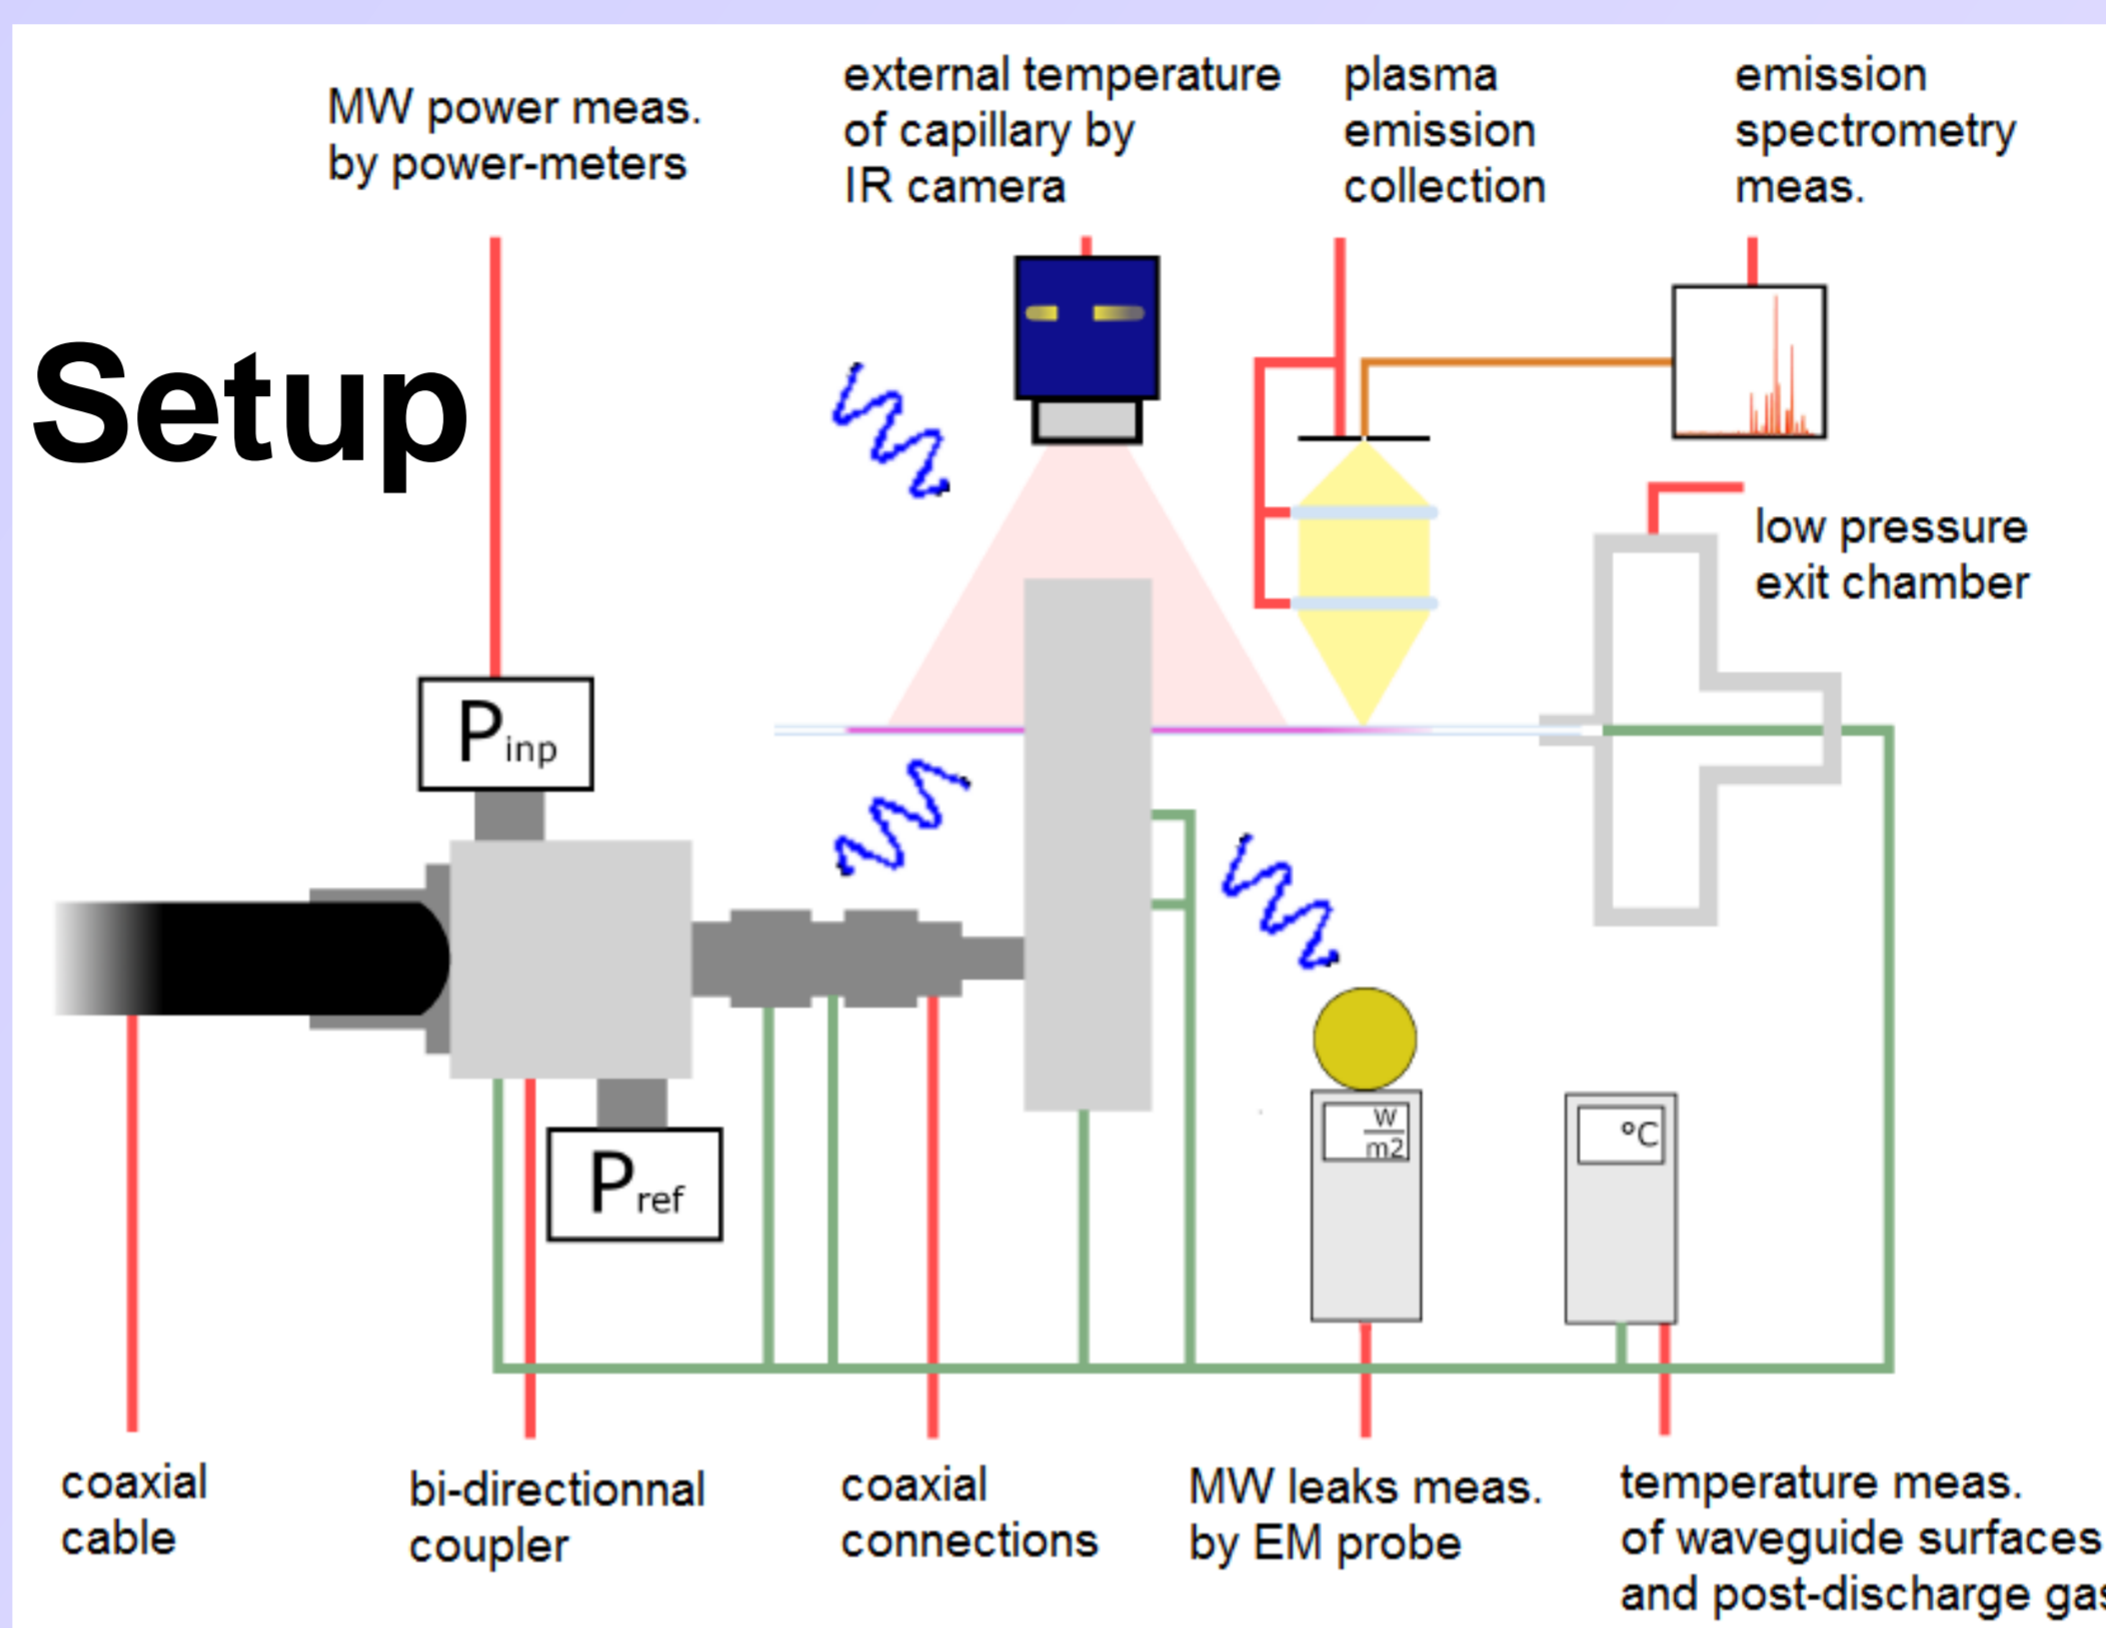 MW power meas.
by power-meters
external temperature
of capillary by
IR camera
plasma
emission
collection
emission
spectrometry
meas.
Setup
low pressure
exit chamber
Pinp
Pref
W
m2
°C
coaxial
cable
bi-directionnal
coupler
coaxial
connections
MW leaks meas.
by EM probe
temperature meas.
of waveguide surfaces
and post-discharge gas